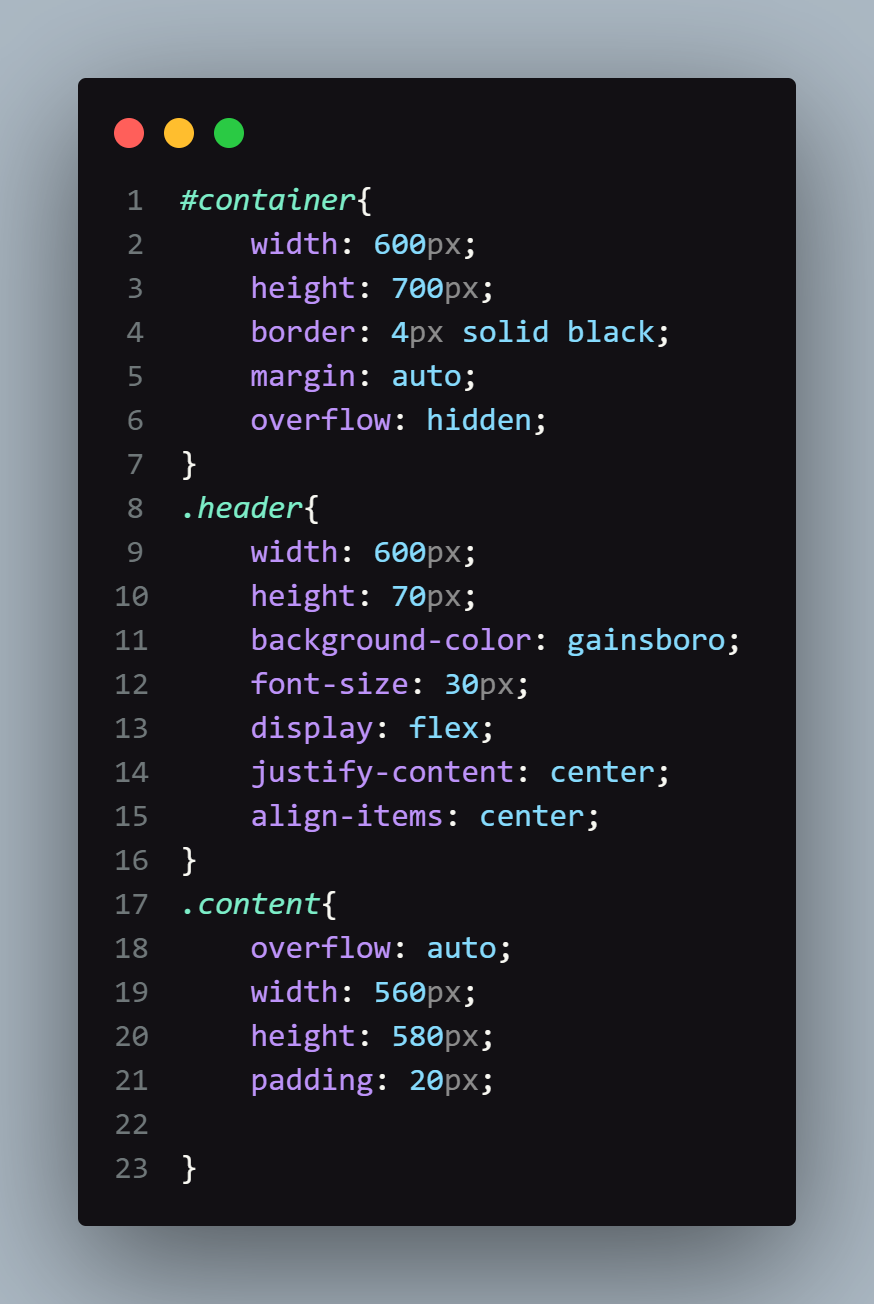 1 #container{
2     width: 600px;
3     height: 700px;
4     border: 4px solid black;
5     margin: auto;
6     overflow: hidden;
7 }
8 .header{
9     width: 600px;
10     height: 70px;
11     background-color: gainsboro;
12     font-size: 30px;
13     display: flex;
14     justify-content: center;
15     align-items: center;
16 }
17 .content{
18     overflow: auto;
19     width: 560px;
20     height: 580px;
21     padding: 20px;
22
23 }